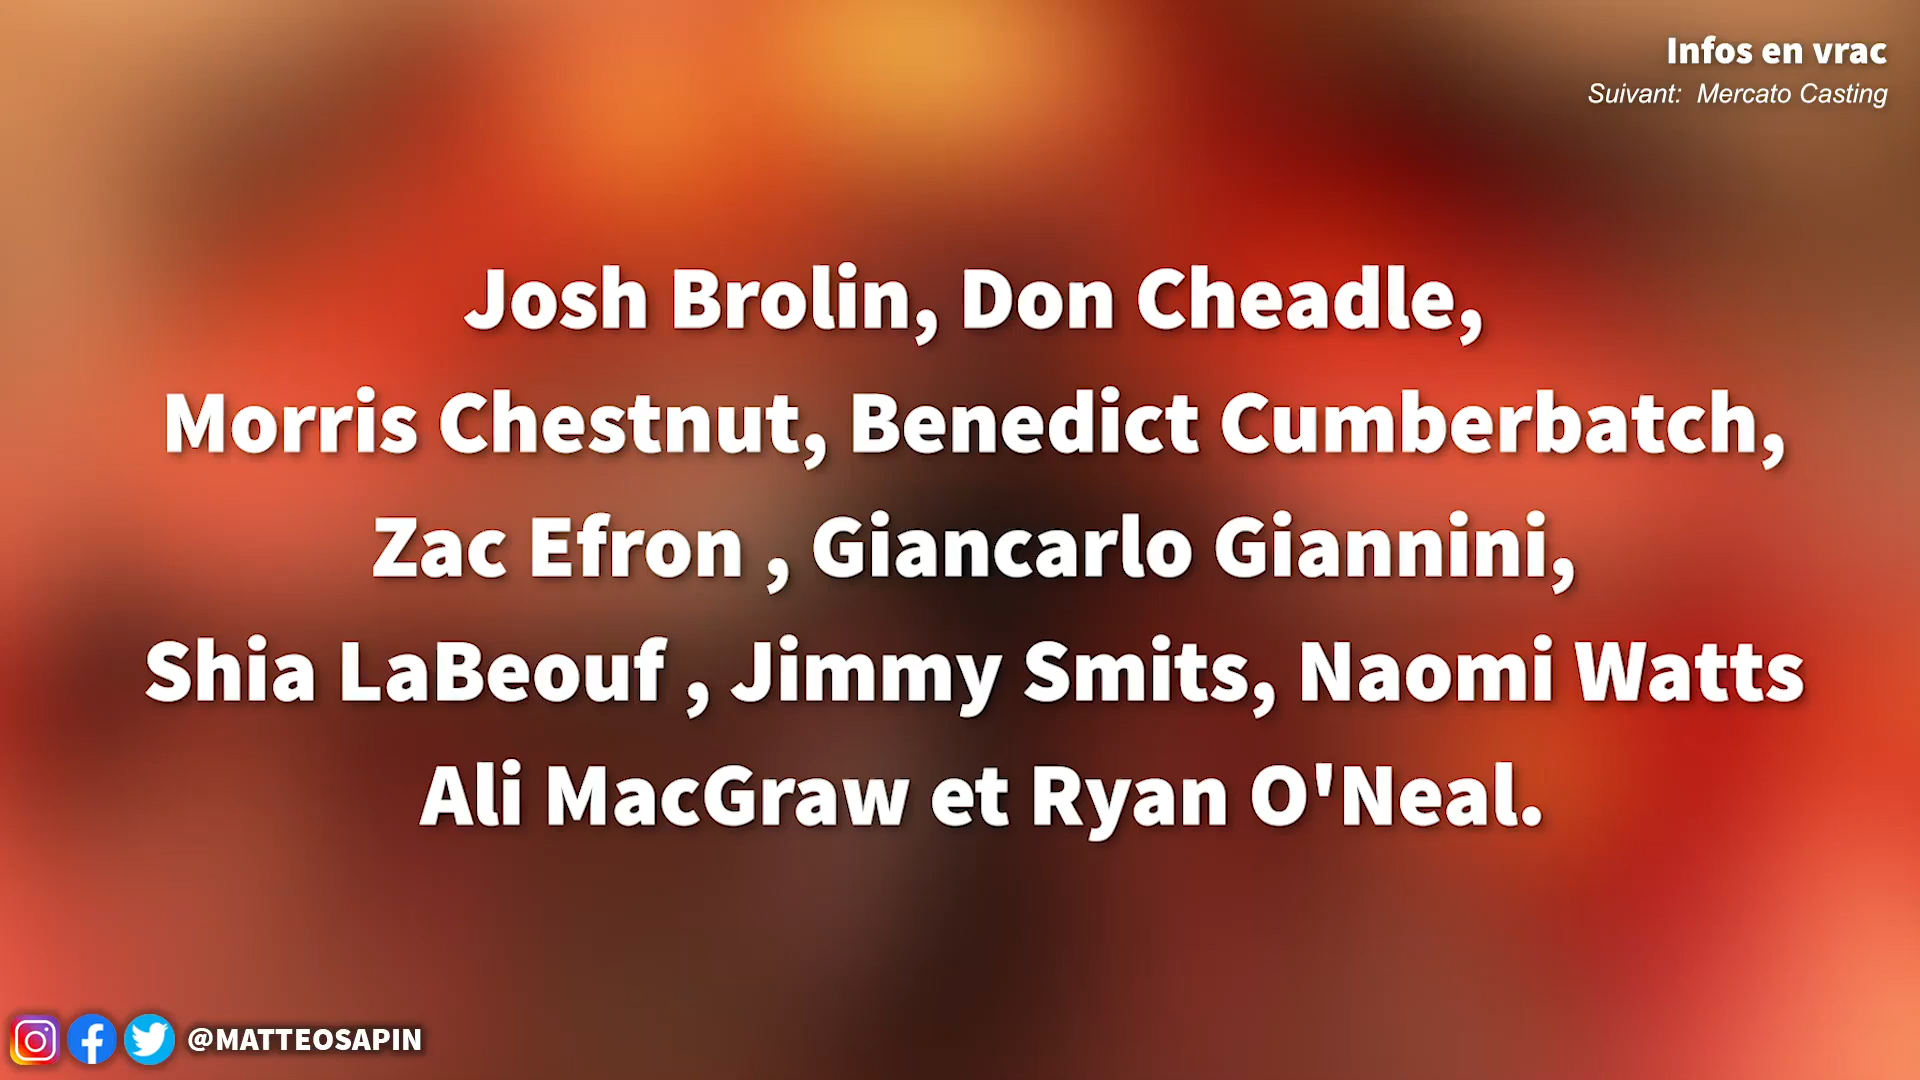 Infos en vrac
Suivant: Mercato Casting
Josh Brolin, Don Cheadle,
Morris Chestnut, Benedict Cumberbatch,
Zac Efron , Giancarlo Giannini,
Shia LaBeouf , Jimmy Smits, Naomi Watts
Ali MacGraw et Ryan O'Neal.
@MATTEOSAPIN